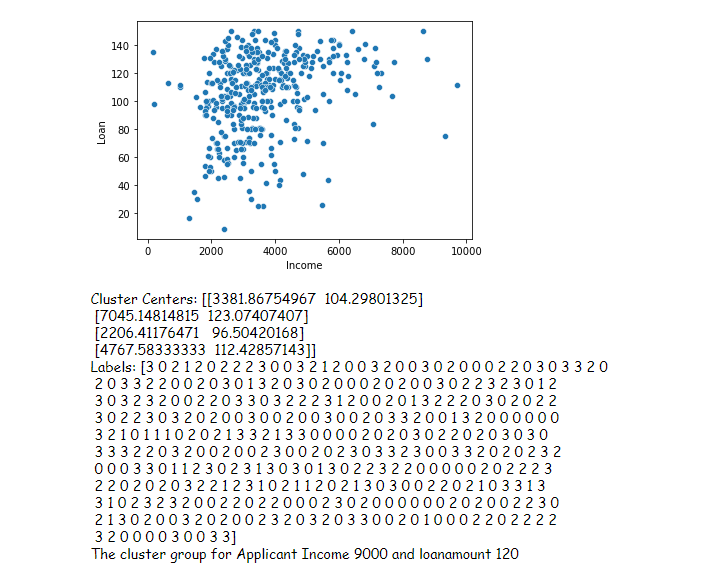 140
120
100
80
60
40
20
Loan
0 2000 4000 6000 8000 10000
Income
Cluster Centers: [[3381.86754967 104.29801325]
[7045.14814815 123.07407407]
[2206.41176471 96.50420168]
[4767.58333333 112.42857143]]
Labels: [3 0 2 1 2 0 2 2 2 3 0 0 3 2 1 2 0 0 3 2 0 0 3 0 2 0 0 0 2 2 0 3 0 3 3 2 0
2 0 3 3 2 2 0 0 2 0 3 0 1 3 2 0 3 0 2 0 0 0 3 0 2 2 3 2 3 0 1 2
3 0 3 2 3 2 0 0 2 0 3 0 0 3 2 2 3 1 2 0 0 2 0 1 3 2 2 2 3 0 2 0 2 2
3 0 2 2 3 0 3 2 0 0 2 0 0 3 0 0 0 0 2 0 3 3 2 0 0 1 3 2 0 0 0 0 0 0
3 2 1 0 1 1 1 0 2 0 2 1 3 3 2 1 3 3 0 0 0 0 2 0 2 0 3 0 2 2 0 2 0 3 0 3 0
3 3 3 2 2 0 3 0 2 0 2 3 0 0 2 0 2 3 0 3 3 0 2 2 3 0 3 2 0 0 2 0 0 2 3 2
0 0 0 3 3 0 1 1 2 3 0 2 3 1 3 0 3 0 1 3 0 2 2 3 2 2 0 0 0 0 0 2 0 2 2 2 3
2 2 0 2 0 2 0 3 2 2 1 2 3 1 0 2 1 1 2 0 2 1 3 0 2 1 2 0 0 2 2 0 2 1 0 3 3 1 3
3 1 0 2 3 2 3 2 0 0 2 0 2 2 0 0 0 2 3 0 2 0 0 0 0 0 2 0 0 0 2 0 0 2 2 3 0
2 1 3 0 2 0 0 3 2 0 2 0 0 2 3 2 0 3 2 0 3 3 0 0 2 0 1 0 0 0 2 2 0 2 2 2 2
3 2 0 0 0 0 3 0 0 3 3]
The cluster group for Applicant Income 9000 and loanamount 120